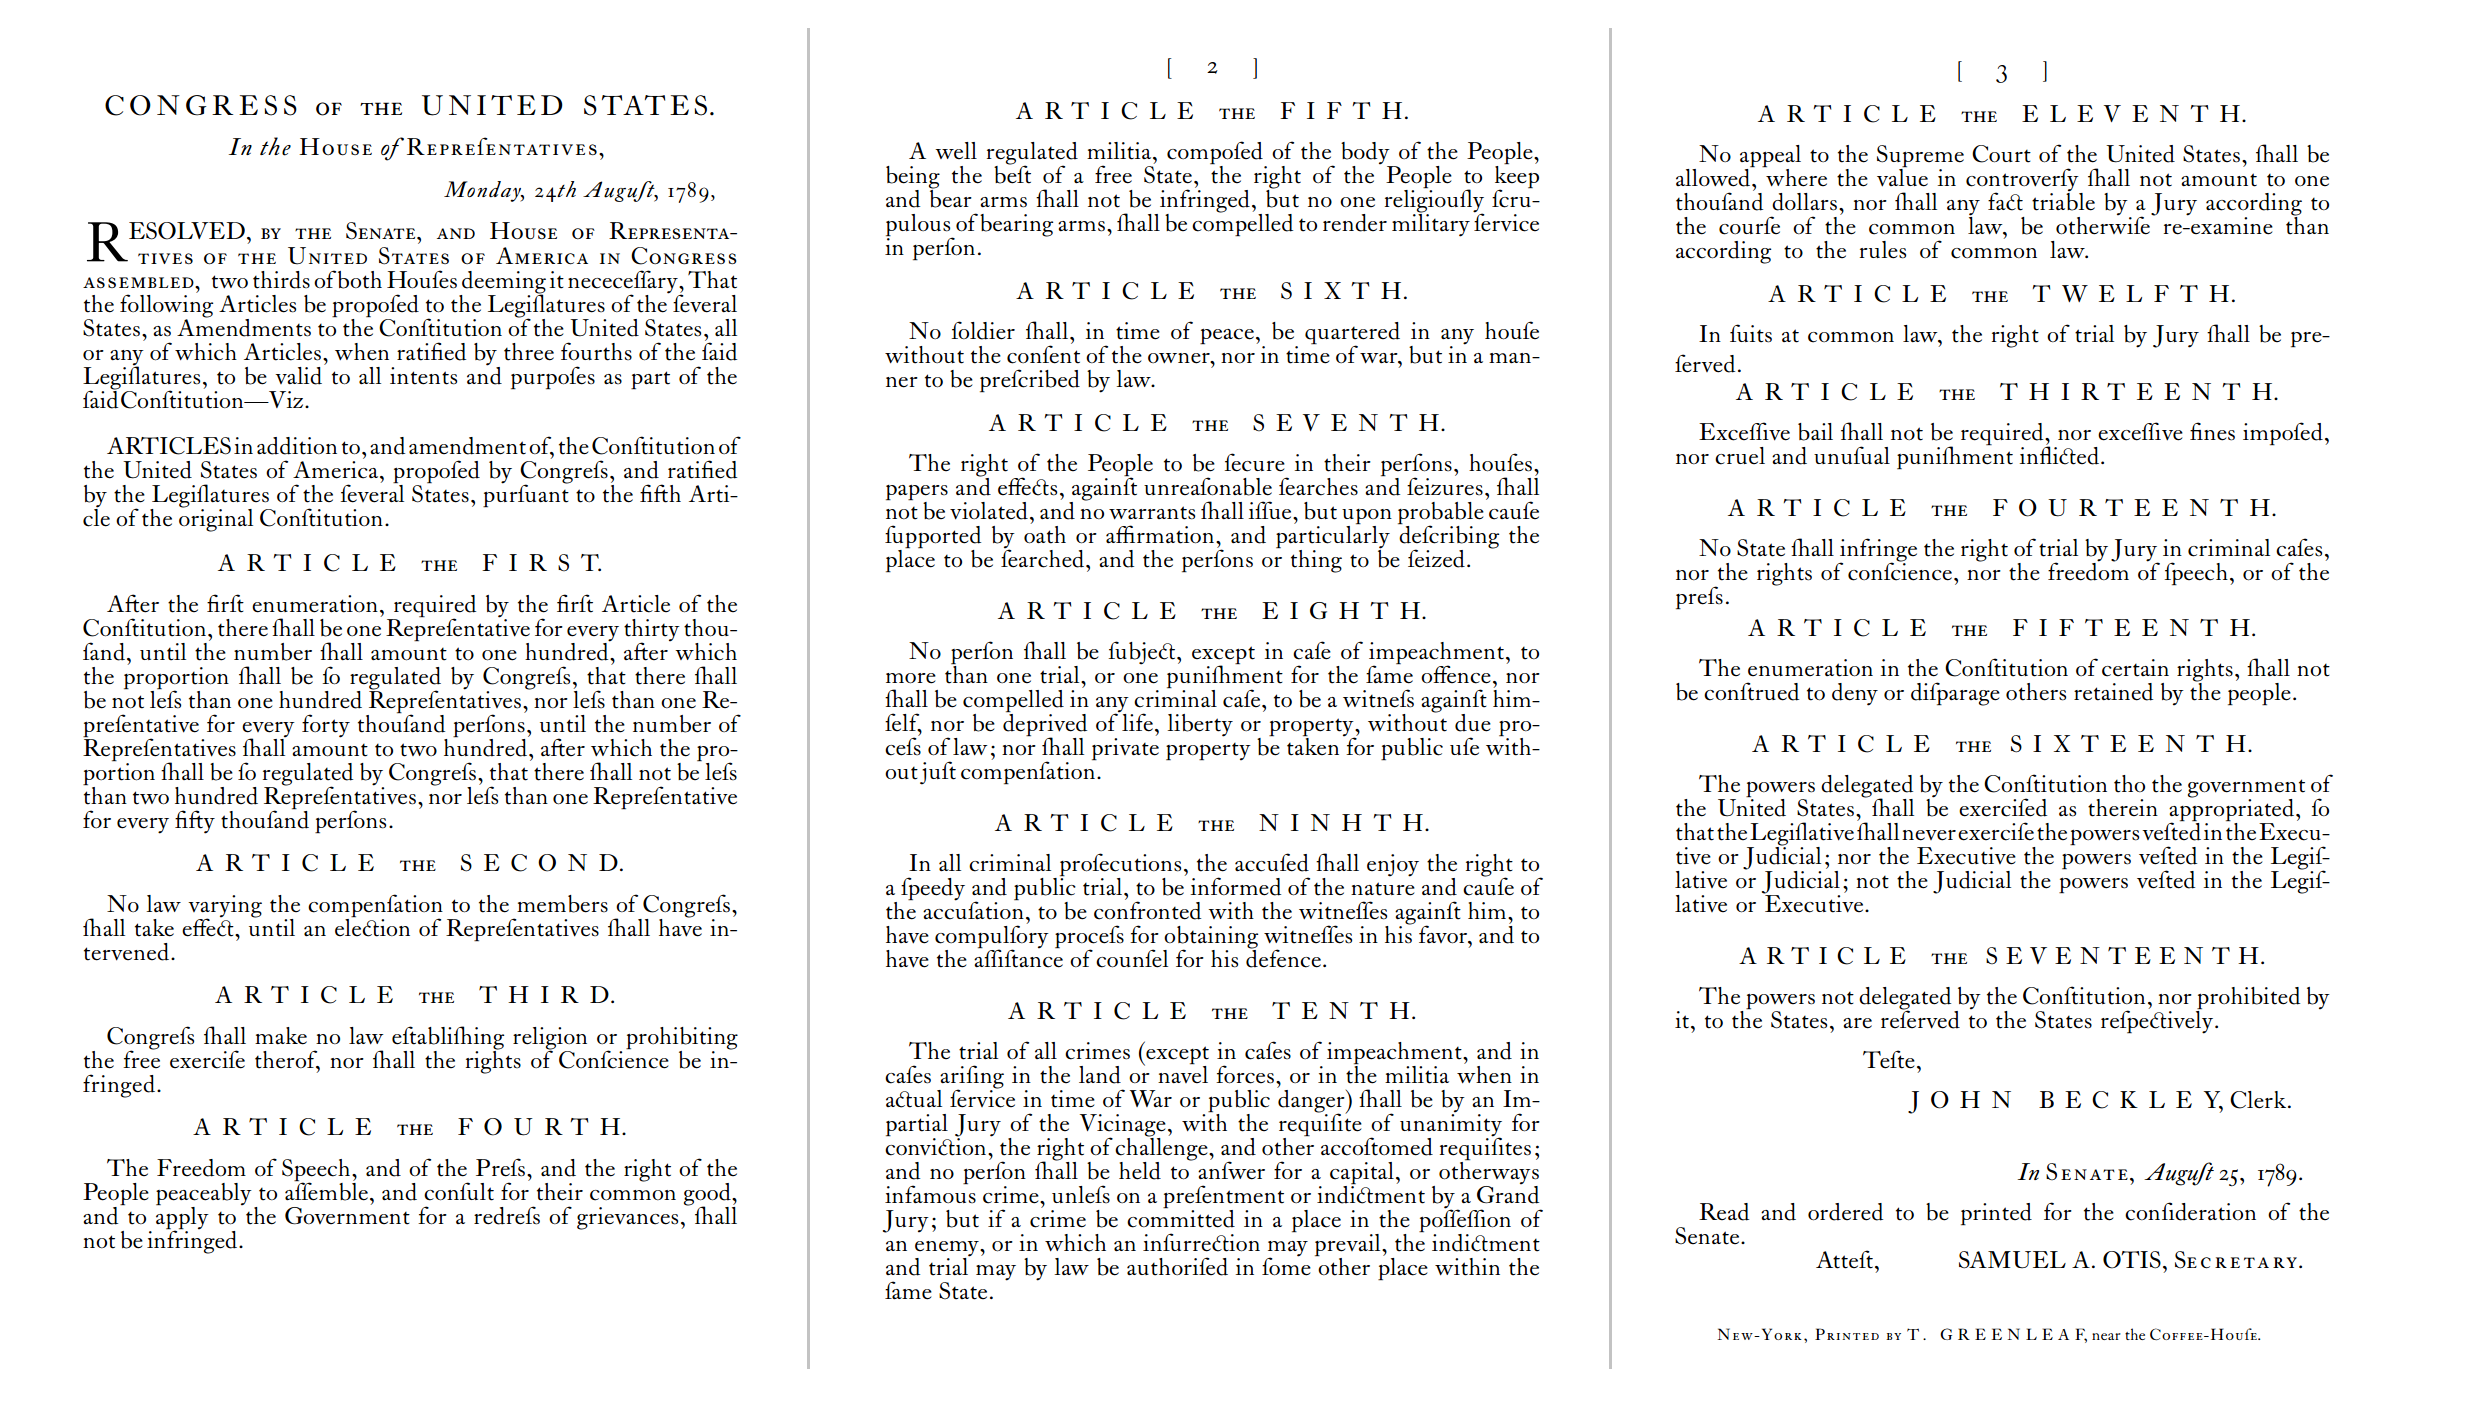 CONGRESS OF THE UNITED STATES.
In the HOUSE of REPREſENTATIVES,
Monday, 24th Auguſt, 1789,
RESOLVED, BY THE SENATE, AND HOUSE OF REPRESENTA-
TIVES OF THE UNITED STATES OF AMERICA IN CONGRESS
ASSEMBLED, two thirds of both Houſes deeming it nececeſſary, That
the following Articles be propoſed to the Legiſlatures of the ſeveral
States, as Amendments to the Conſtitution of the United States, all
or any of which Articles, when ratified by three fourths of the ſaid
Legiſlatures, to be valid to all intents and purpoſes as part of the
ſaid Conſtitution—Viz.
ARTICLES in addition to, and amendment of, the Conſtitution of
the United States of America, propoſed by Congreſs, and ratified
by the Legiſlatures of the ſeveral States, purſuant to the fifth Arti-
cle of the original Conſtitution.
ARTICLE THE FIRST.
After the firſt enumeration, required by the firſt Article of the
Conſtitution, there ſhall be one Repreſentative for every thirty thou-
ſand, until the number ſhall amount to one hundred, after which
the proportion ſhall be ſo regulated by Congreſs, that there ſhall
be not leſs than one hundred Repreſentatives, nor leſs than one Re-
preſentative for every forty thouſand perſons, until the number of
Repreſentatives ſhall amount to two hundred, after which the pro-
portion ſhall be ſo regulated by Congreſs, that there ſhall not be leſs
than two hundred Repreſentatives, nor leſs than one Repreſentative
for every fifty thouſand perſons.
ARTICLE THE SECOND.
No law varying the compenſation to the members of Congreſs,
ſhall take effect, until an election of Repreſentatives ſhall have in-
tervened.
ARTICLE THE THIRD.
Congreſs ſhall make no law eſtabliſhing religion or prohibiting
the free exerciſe therof, nor ſhall the rights of Conſcience be in-
fringed.
ARTICLE THE FOURTH.
The Freedom of Speech, and of the Preſs, and the right of the
People peaceably to aſſemble, and conſult for their common good,
and to apply to the Government for a redreſs of grievances, ſhall
not be infringed.
[ 2 ]
ARTICLE THE FIFTH.
A well regulated militia, compoſed of the body of the People,
being the beſt of a free State, the right of the People to keep
and bear arms ſhall not be infringed, but no one religiouſly ſcru-
pulous of bearing arms, ſhall be compelled to render military ſervice
in perſon.
ARTICLE THE SIXTH.
No ſoldier ſhall, in time of peace, be quartered in any houſe
without the conſent of the owner, nor in time of war, but in a man-
ner to be preſcribed by law.
ARTICLE THE SEVENTH.
The right of the People to be ſecure in their perſons, houſes,
papers and effects, againſt unreaſonable ſearches and ſeizures, ſhall
not be violated, and no warrants ſhall iſſue, but upon probable cauſe
ſupported by oath or affirmation, and particularly deſcribing the
place to be ſearched, and the perſons or thing to be ſeized.
ARTICLE THE EIGHTH.
No perſon ſhall be ſubject, except in caſe of impeachment, to
more than one trial, or one puniſhment for the ſame offence, nor
ſhall be compelled in any criminal caſe, to be a witneſs againſt him-
ſelf, nor be deprived of life, liberty or property, without due pro-
ceſs of law; nor ſhall private property be taken for public uſe with-
out juſt compenſation.
ARTICLE THE NINHTH.
In all criminal proſecutions, the accuſed ſhall enjoy the right to
a ſpeedy and public trial, to be informed of the nature and cauſe of
the accuſation, to be confronted with the witneſſes againſt him, to
have compulſory proceſs for obtaining witneſſes in his favor, and to
have the aſſiſtance of counſel for his defence.
ARTICLE THE TENTH.
The trial of all crimes (except in caſes of impeachment, and in
caſes ariſing in the land or navel forces, or in the militia when in
actual ſervice in time of War or public danger) ſhall be by an Im-
partial Jury of the Vicinage, with the requiſite of unanimity for
conviction, the right of challenge, and other accoſtomed requiſites;
and no perſon ſhall be held to anſwer for a capital, or otherways
infamous crime, unleſs on a preſentment or indictment by a Grand
Jury; but if a crime be committed in a place in the poſſeſſion of
an enemy, or in which an inſurrection may prevail, the indictment
and trial may by law be authoriſed in ſome other place within the
ſame State.
[ 3 ]
ARTICLE THE ELEVENTH.
No appeal to the Supreme Court of the United States, ſhall be
allowed, where the value in controverſy ſhall not amount to one
thouſand dollars, nor ſhall any fact triable by a Jury according to
the courſe of the common law, be otherwiſe re-examine than
according to the rules of common law.
ARTICLE THE TWELFTH.
In ſuits at common law, the right of trial by Jury ſhall be pre-
ſerved.
ARTICLE THE THIRTEENTH.
Exceſſive bail ſhall not be required, nor exceſſive fines impoſed,
nor cruel and unuſual puniſhment inflicted.
ARTICLE THE FOURTEENTH.
No State ſhall infringe the right of trial by Jury in criminal caſes,
nor the rights of conſcience, nor the freedom of ſpeech, or of the
preſs.
ARTICLE THE FIFTEENTH.
The enumeration in the Conſtitution of certain rights, ſhall not
be conſtrued to deny or diſparage others retained by the people.
ARTICLE THE SIXTEENTH.
The powers delegated by the Conſtitution tho the government of
the United States, ſhall be exerciſed as therein appropriated, ſo
that the Legiſlative ſhall never exerciſe the powers veſted in the Execu-
tive or Judicial; nor the Executive the powers veſted in the Legiſ-
lative or Judicial; not the Judicial the powers veſted in the Legiſ-
lative or Executive.
ARTICLE THE SEVENTEENTH.
The powers not delegated by the Conſtitution, nor prohibited by
it, to the States, are reſerved to the States reſpectively.
Teſte,
JOHN BECKLEY, Clerk.
In SENATE, Auguſt 25, 1789.
Read and ordered to be printed for the conſideration of the
Senate.
Atteſt, SAMUEL A. OTIS, SECRETARY.
NEW-YORK, PRINTED BY T. GREENLEAF, near the COFFEE-HOUſE.